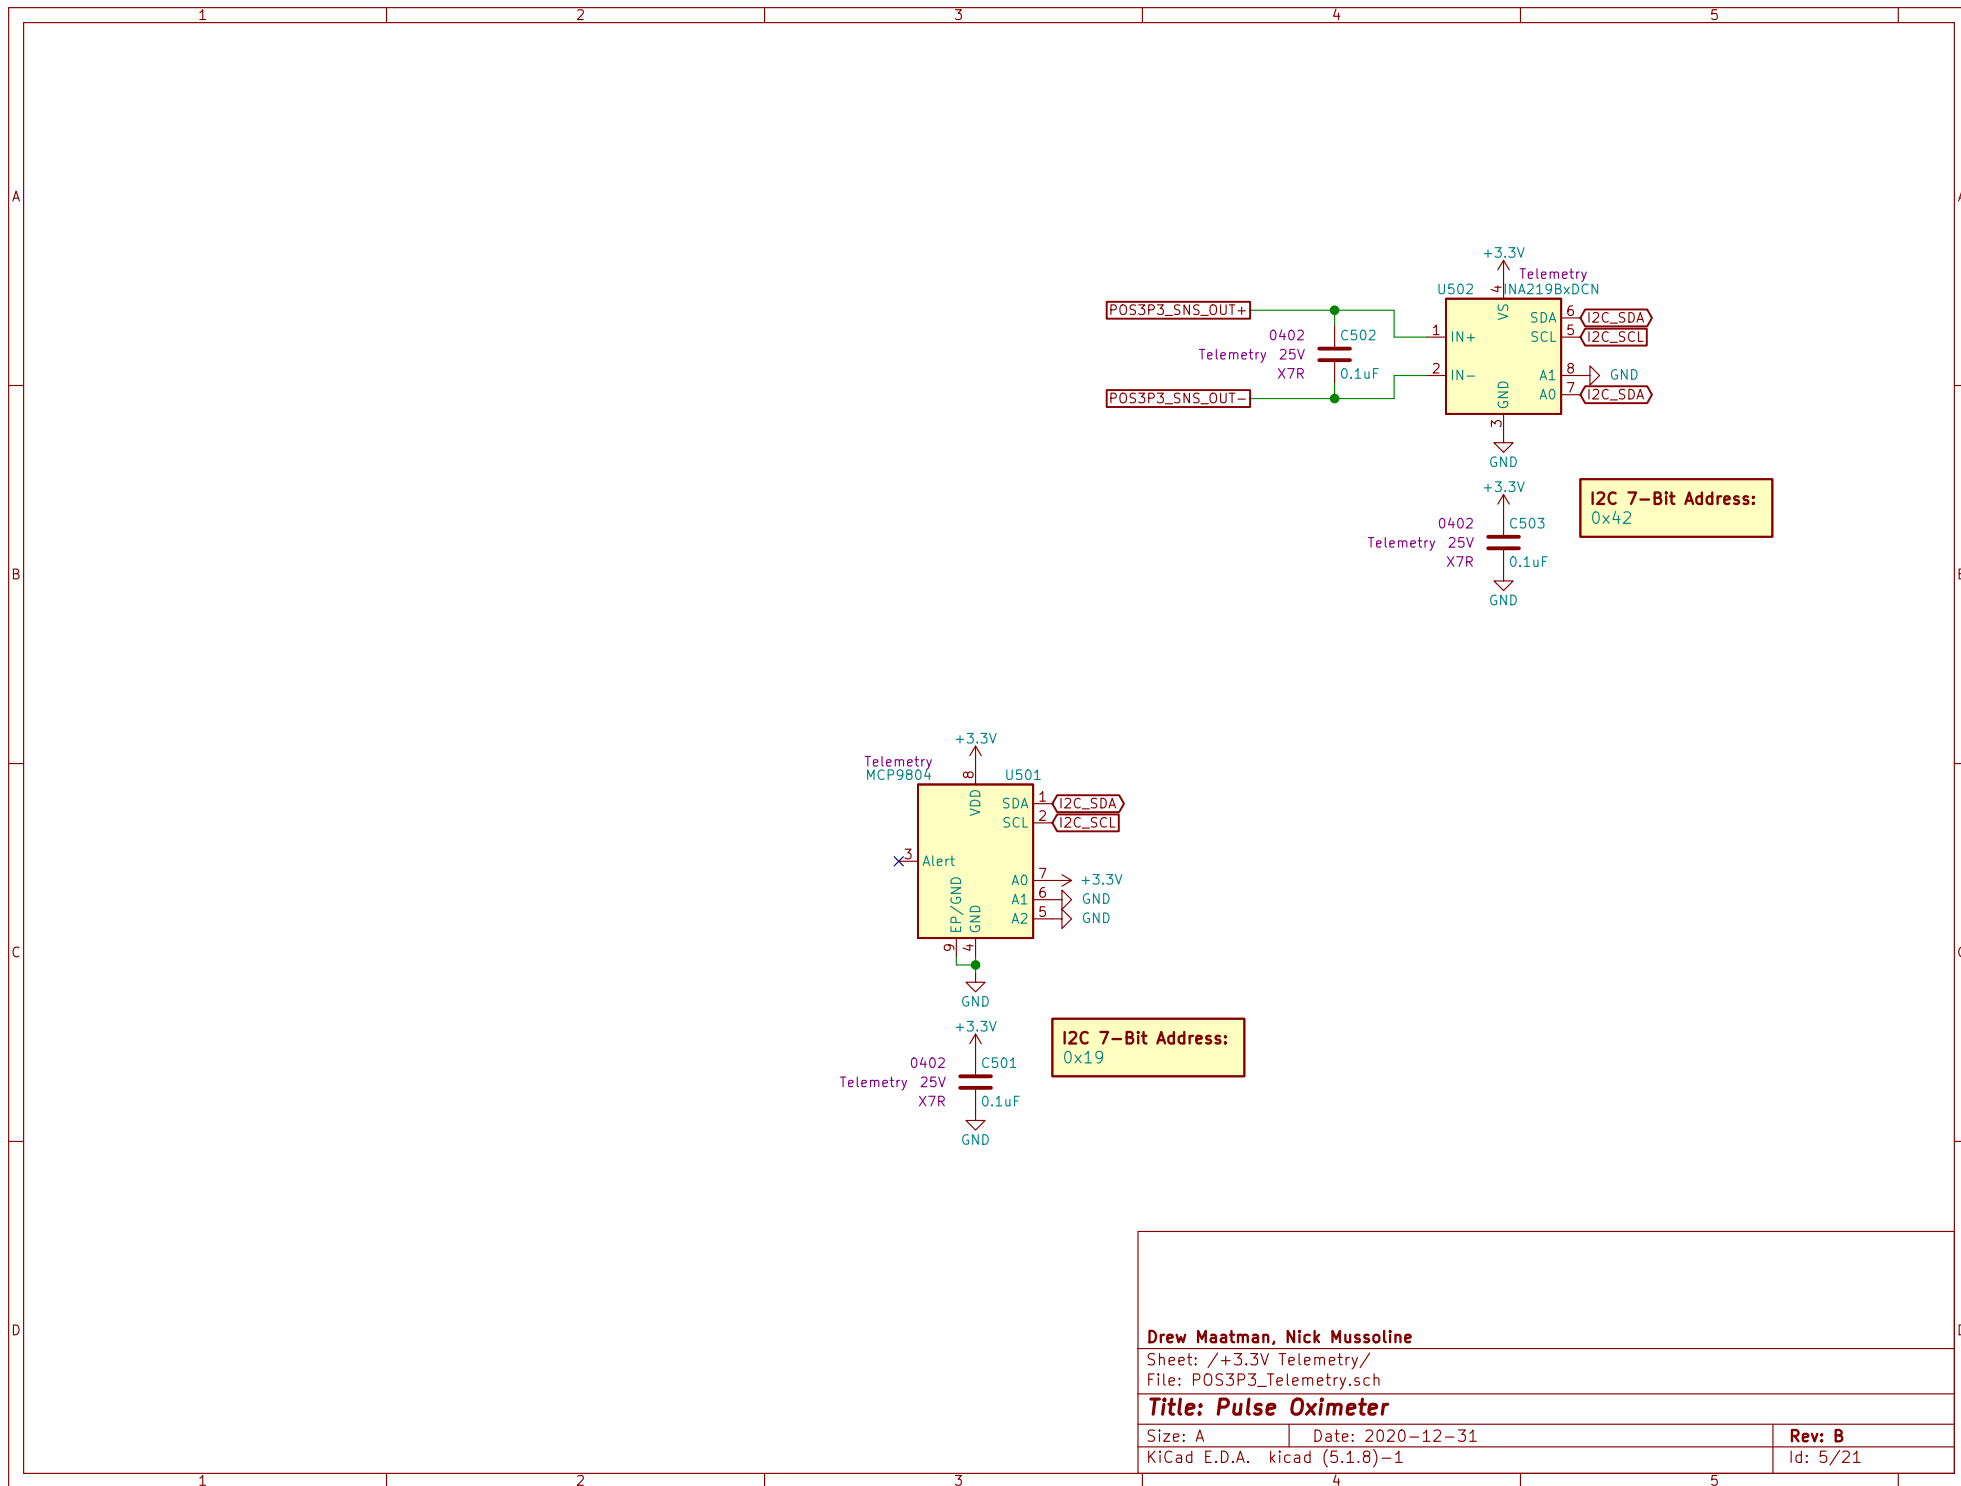 1 2 3 4 5
A
A
+3.3V
Telemetry
U502 INA219BxDCN
4
VS
POS3P3_SNS_OUT+
SDA 6 I2C_SDA
1 IN+
SCL 5 I2C_SCL
0402 C502
Telemetry 25V
X7R 0.1uF
2 IN-
A1 8 GND
A0 7 I2C_SDA
POS3P3_SNS_OUT-
GND
3
GND
I2C 7-Bit Address:
0x42
+3.3V
0402 C503
Telemetry 25V
X7R 0.1uF
GND
B
+3.3V
Telemetry
MCP9804 U501
8
VDD
SDA 1 I2C_SDA
SCL 2 I2C_SCL
3 Alert
A0 7 +3.3V
A1 6 GND
A2 5 GND
EP/GND
GND
9 4
GND
C
I2C 7-Bit Address:
0x19
+3.3V
0402 C501
Telemetry 25V
X7R 0.1uF
GND
D
Drew Maatman, Nick Mussoline
Sheet: /+3.3V Telemetry/
File: POS3P3_Telemetry.sch
Title: Pulse Oximeter
Size: A Date: 2020-12-31 Rev: B
KiCad E.D.A. kicad (5.1.8)-1 Id: 5/21
1 2 3 4 5